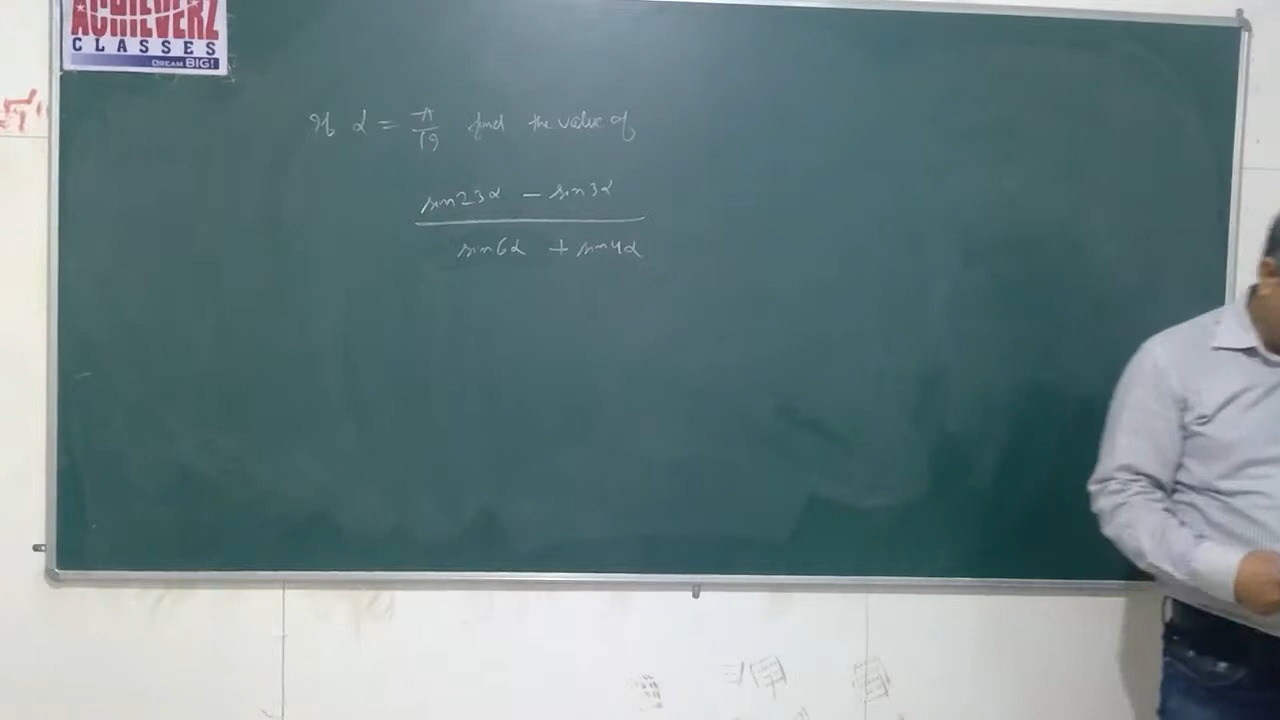 ACHIEVERZ
CLASSES
DREAM BIG!
If α = π/19 find the value of
sin23α − sin3α
sin6α + sin4α